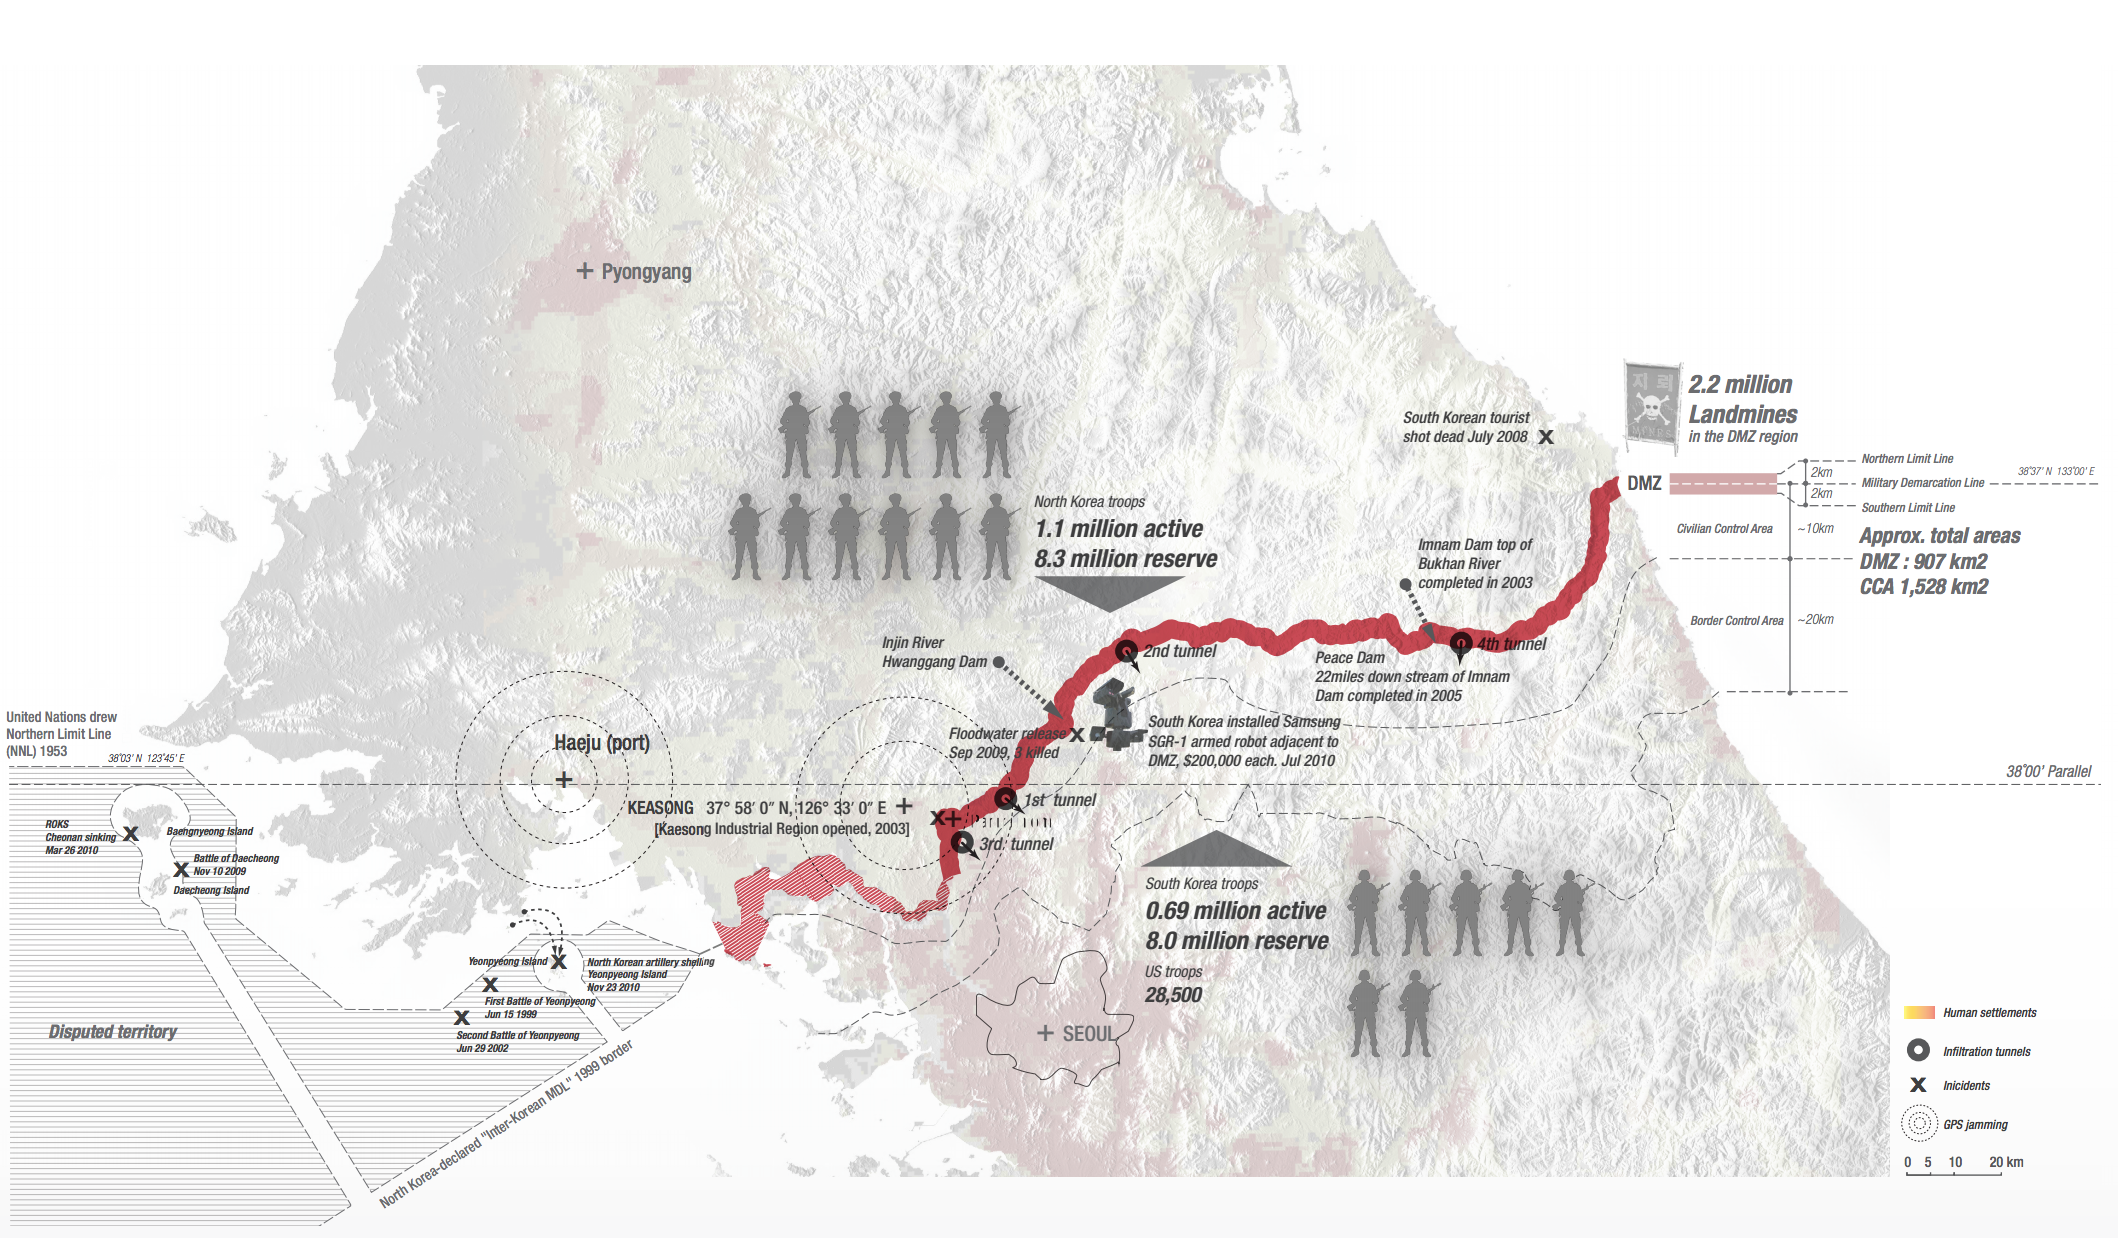 Pyongyang
South Korean tourist
shot dead July 2008
지 뢰
MINES
2.2 million
Landmines
in the DMZ region
DMZ
Northern Limit Line
2km
Military Demarcation Line
38°37' N 133°00' E
2km
Southern Limit Line
Civilian Control Area
~10km
Approx. total areas
DMZ : 907 km2
CCA 1,528 km2
Border Control Area
~20km
North Korea troops
1.1 million active
8.3 million reserve
Imnam Dam top of
Bukhan River
completed in 2003
Injin River
Hwanggang Dam
2nd tunnel
4th tunnel
Peace Dam
22miles down stream of Imnam
Dam completed in 2005
South Korea installed Samsung
SGR-1 armed robot adjacent to
DMZ, $200,000 each. Jul 2010
Floodwater release
Sep 2009, 3 killed
United Nations drew
Northern Limit Line
(NNL) 1953
38°03' N 123°45' E
Haeju (port)
38°00' Parallel
KEASONG 37° 58' 0" N, 126° 33' 0" E
[Kaesong Industrial Region opened, 2003]
1st tunnel
3rd. tunnel
ROKS
Cheonan sinking
Mar 26 2010
Baengnyeong Island
Battle of Daecheong
Nov 10 2009
Daecheong Island
South Korea troops
0.69 million active
8.0 million reserve
US troops
28,500
Yeonpyeong Island
North Korean artillery shelling
Yeonpyeong Island
Nov 23 2010
First Battle of Yeonpyeong
Jun 15 1999
Second Battle of Yeonpyeong
Jun 29 2002
Disputed territory
North Korea-declared "Inter-Korean MDL" 1999 border
SEOUL
Human settlements
Infiltration tunnels
Inicidents
GPS jamming
0 5 10 20 km